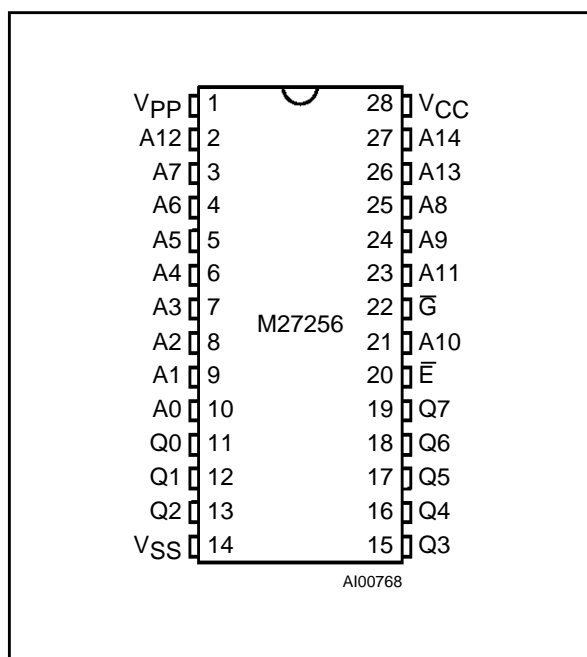 VPP 1 28 VCC
A12 2 27 A14
A7 3 26 A13
A6 4 25 A8
A5 5 24 A9
A4 6 23 A11
A3 7 22 G̅
A2 8 21 A10
M27256
A1 9 20 E̅
A0 10 19 Q7
Q0 11 18 Q6
Q1 12 17 Q5
Q2 13 16 Q4
VSS 14 15 Q3
AI00768